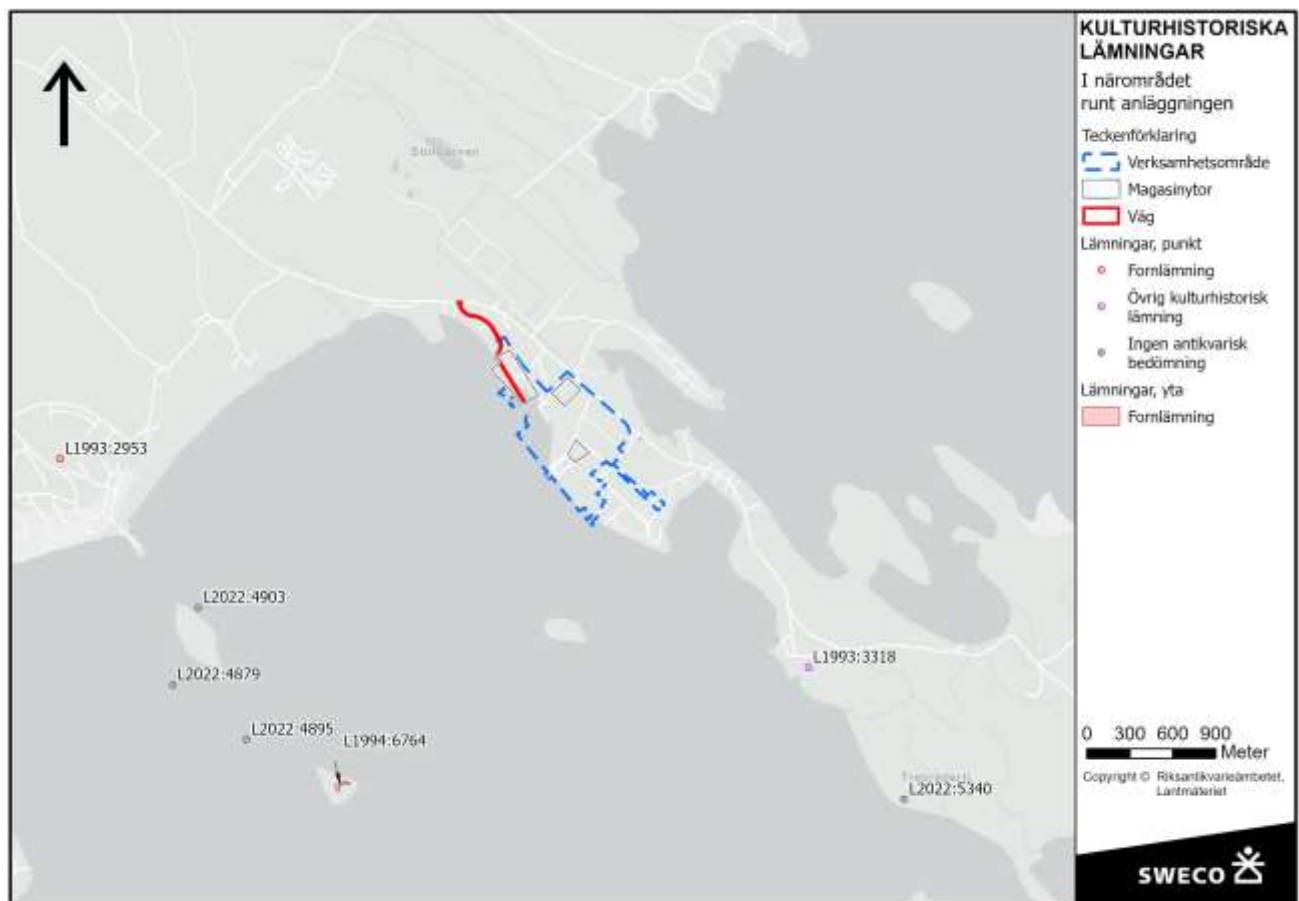 KULTURHISTORISKA
LÄMNINGAR
I närområdet
runt anläggningen
Teckenförklaring
Verksamhetsområde
Magasinytor
Väg
Lämningar, punkt
Fornlämning
Övrig kulturhistorisk
lämning
Ingen antikvarisk
bedömning
Lämningar, yta
Fornlämning
L1993:2953
L2022:4903
L2022:4879
L2022:4895
L1994:6764
L1993:3318
L2022:5340
0 300 600 900
Meter
Copyright © Riksantikvarieämbetet,
Lantmäteriet
SWECO